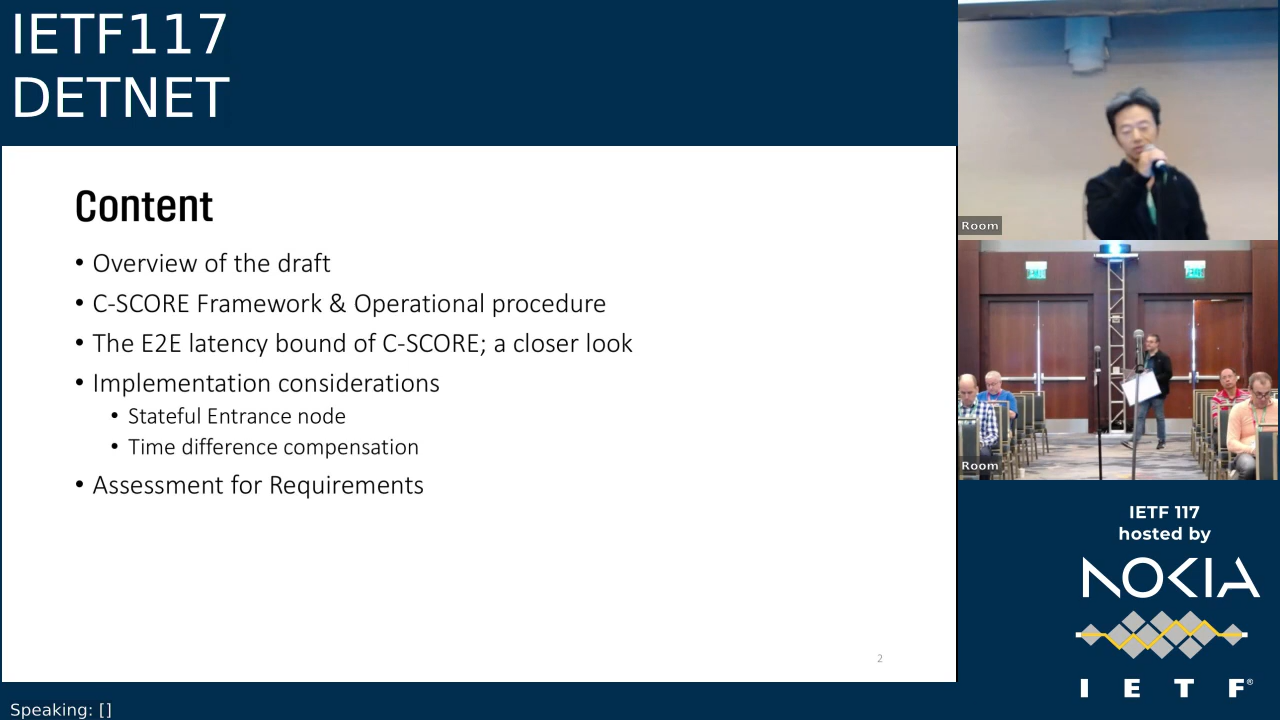 IETF117
DETNET
Content
• Overview of the draft
• C-SCORE Framework & Operational procedure
• The E2E latency bound of C-SCORE; a closer look
• Implementation considerations
• Stateful Entrance node
• Time difference compensation
• Assessment for Requirements
2
Speaking: []
Room
Room
IETF 117
hosted by
NOKIA
I E T F®